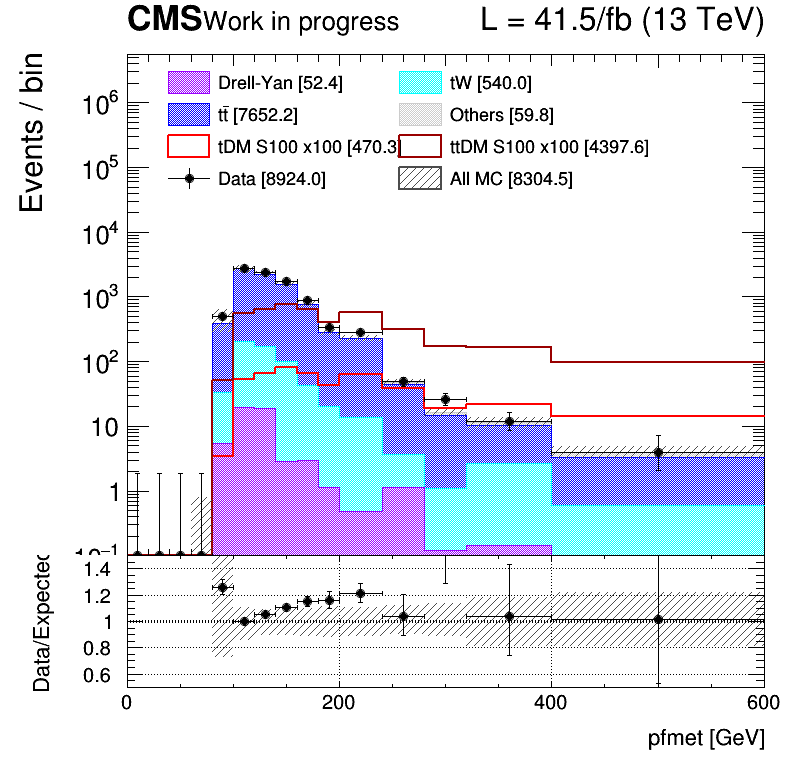 CMS Work in progress L = 41.5/fb (13 TeV)
Events / bin
Drell-Yan [52.4] tW [540.0]
tt̄ [7652.2] Others [59.8]
tDM S100 x100 [470.3] ttDM S100 x100 [4397.6]
Data [8924.0] All MC [8304.5]
10⁶
10⁵
10⁴
10³
10²
10
1
10⁻¹
Data/Expected
1.4
1.2
1
0.8
0.6
0 200 400 600
pfmet [GeV]